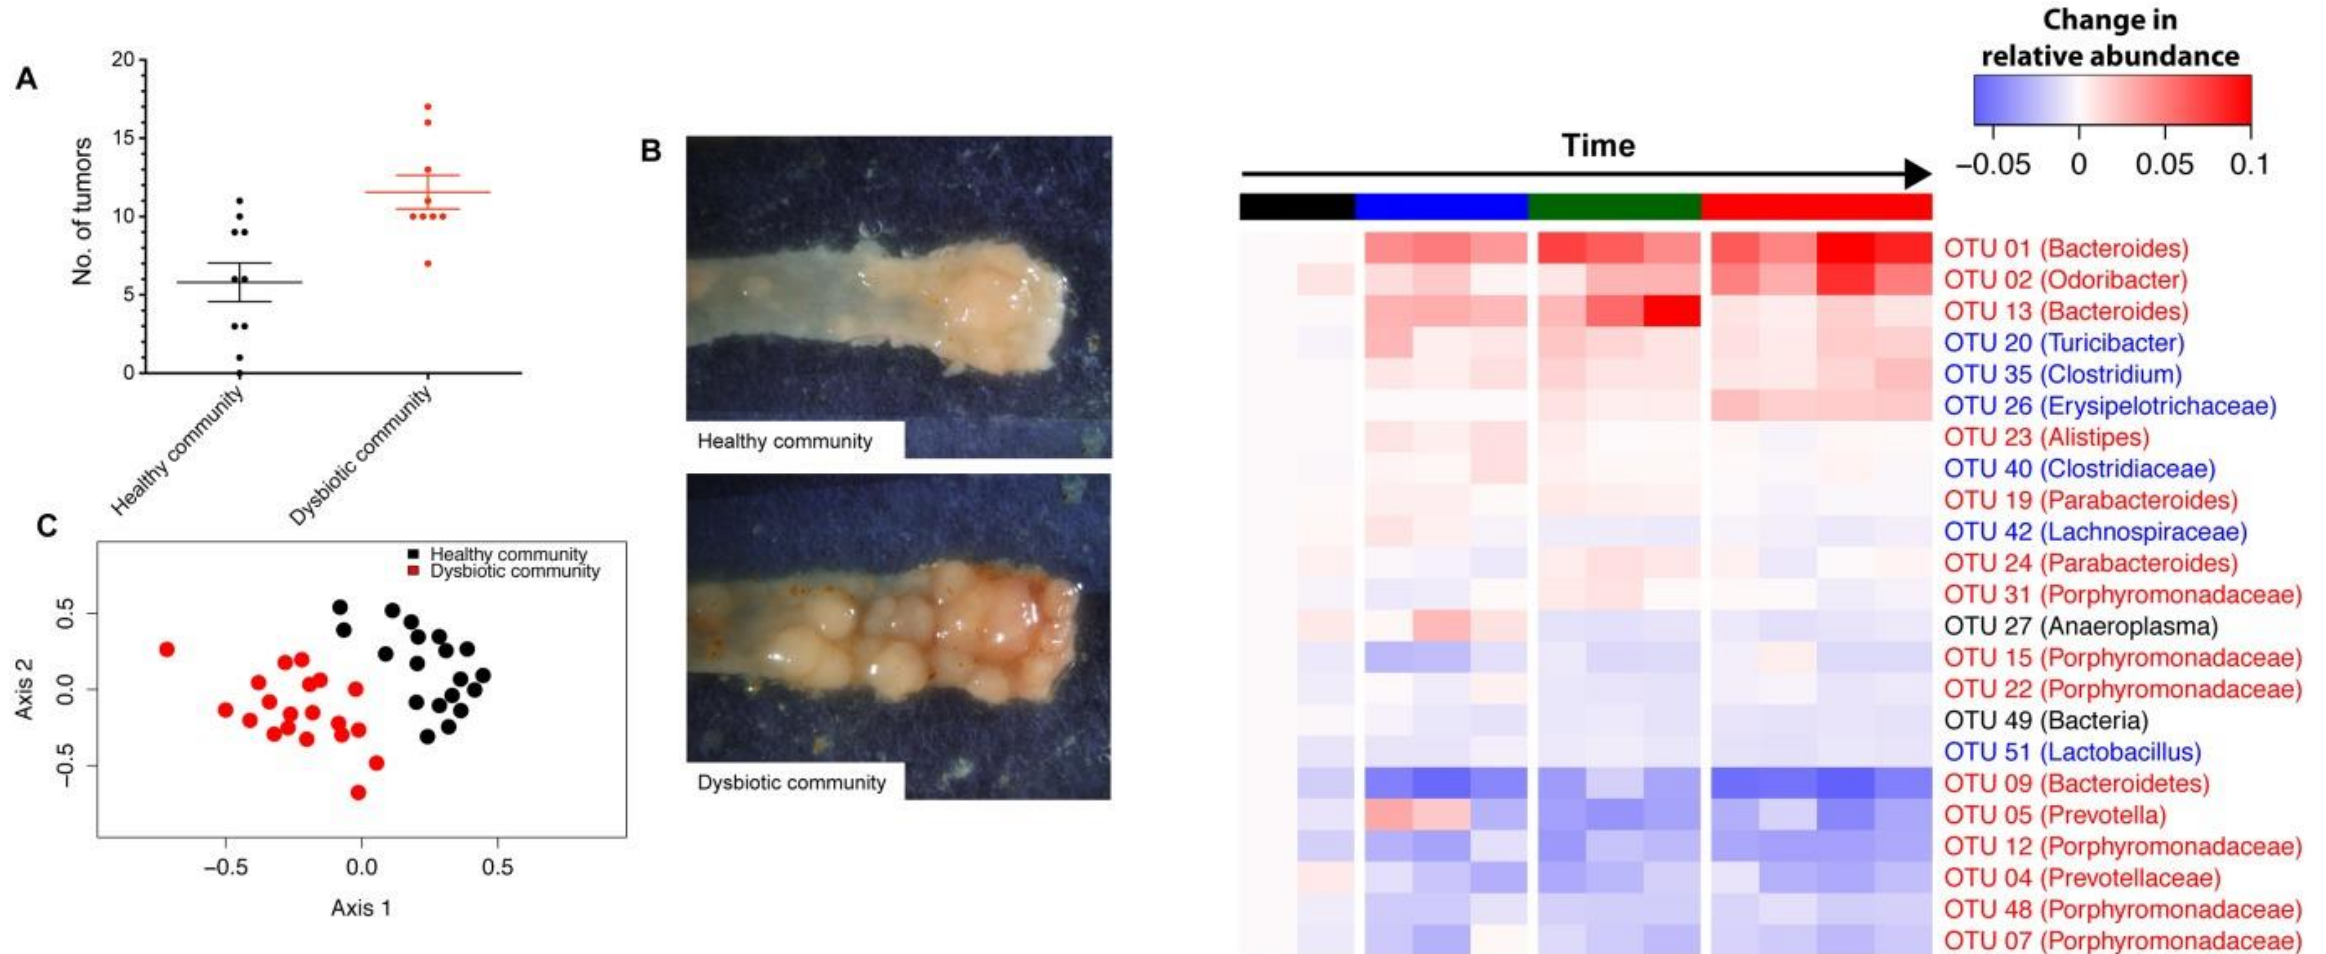 A
20
15
10
5
0
No. of tumors
Healthy community
Dysbiotic community
B
Healthy community
Dysbiotic community
C
Healthy community
Dysbiotic community
0.5
0.0
−0.5
Axis 2
−0.5 0.0 0.5
Axis 1
Change in
relative abundance
−0.05 0 0.05 0.1
Time
OTU 01 (Bacteroides)
OTU 02 (Odoribacter)
OTU 13 (Bacteroides)
OTU 20 (Turicibacter)
OTU 35 (Clostridium)
OTU 26 (Erysipelotrichaceae)
OTU 23 (Alistipes)
OTU 40 (Clostridiaceae)
OTU 19 (Parabacteroides)
OTU 42 (Lachnospiraceae)
OTU 24 (Parabacteroides)
OTU 31 (Porphyromonadaceae)
OTU 27 (Anaeroplasma)
OTU 15 (Porphyromonadaceae)
OTU 22 (Porphyromonadaceae)
OTU 49 (Bacteria)
OTU 51 (Lactobacillus)
OTU 09 (Bacteroidetes)
OTU 05 (Prevotella)
OTU 12 (Porphyromonadaceae)
OTU 04 (Prevotellaceae)
OTU 48 (Porphyromonadaceae)
OTU 07 (Porphyromonadaceae)